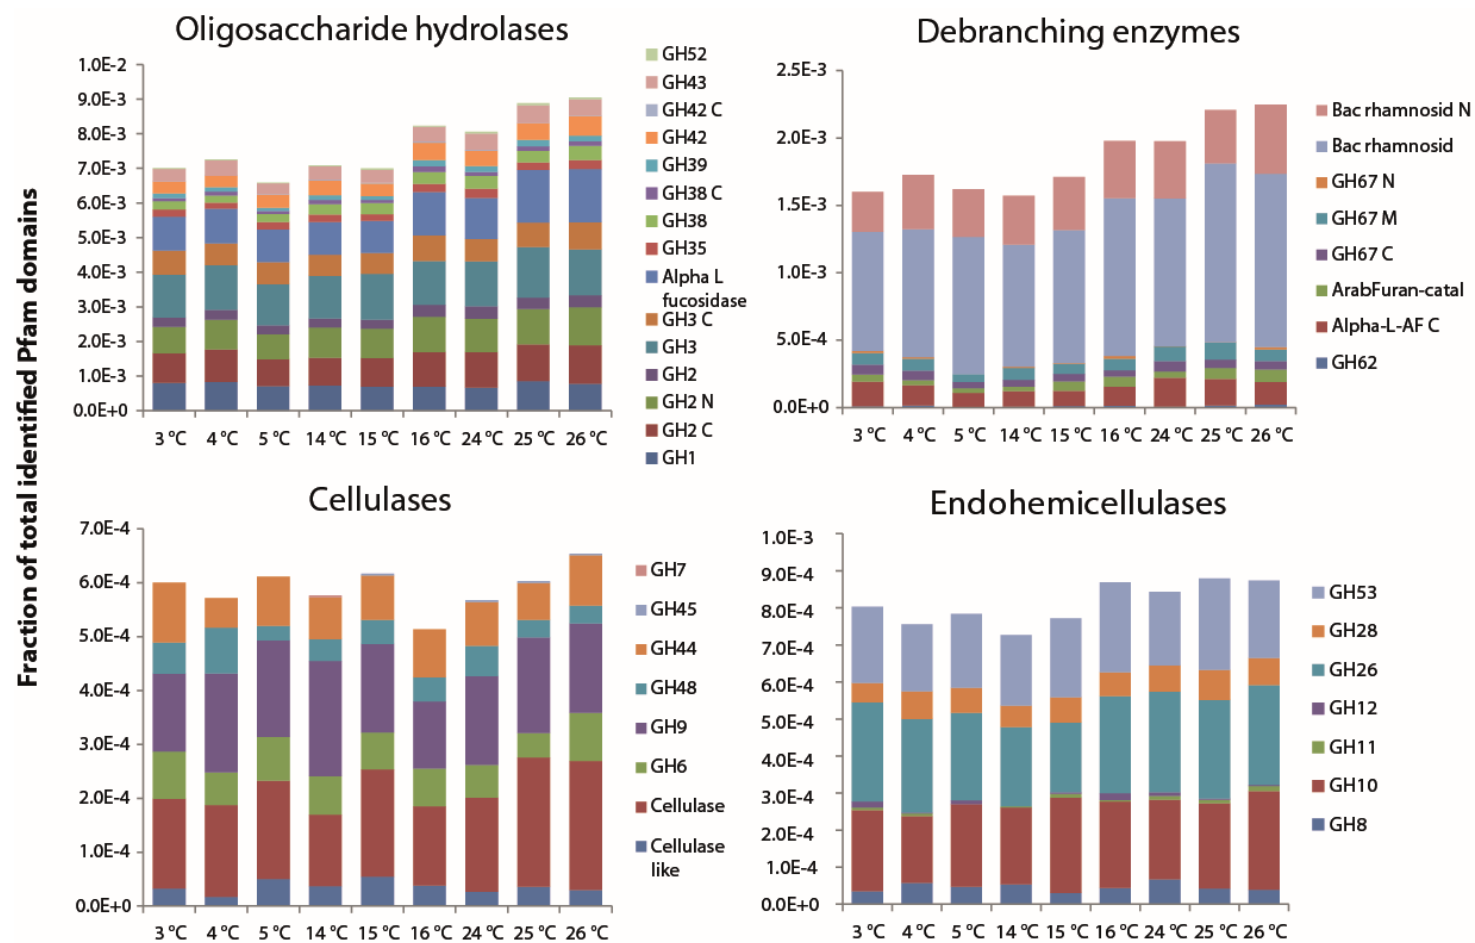 Fraction of total identified Pfam domains
Oligosaccharide hydrolases
1.0E-2
9.0E-3
8.0E-3
7.0E-3
6.0E-3
5.0E-3
4.0E-3
3.0E-3
2.0E-3
1.0E-3
0.0E+0
3 °C 4 °C 5 °C 14 °C 15 °C 16 °C 24 °C 25 °C 26 °C
GH52
GH43
GH42 C
GH42
GH39
GH38 C
GH38
GH35
Alpha L
fucosidase
GH3 C
GH3
GH2
GH2 N
GH2 C
GH1
Debranching enzymes
2.5E-3
2.0E-3
1.5E-3
1.0E-3
5.0E-4
0.0E+0
3 °C 4 °C 5 °C 14 °C 15 °C 16 °C 24 °C 25 °C 26 °C
Bac rhamnosid N
Bac rhamnosid
GH67 N
GH67 M
GH67 C
ArabFuran-catal
Alpha-L-AF C
GH62
Cellulases
7.0E-4
6.0E-4
5.0E-4
4.0E-4
3.0E-4
2.0E-4
1.0E-4
0.0E+0
3 °C 4 °C 5 °C 14 °C 15 °C 16 °C 24 °C 25 °C 26 °C
GH7
GH45
GH44
GH48
GH9
GH6
Cellulase
Cellulase
like
Endohemicellulases
1.0E-3
9.0E-4
8.0E-4
7.0E-4
6.0E-4
5.0E-4
4.0E-4
3.0E-4
2.0E-4
1.0E-4
0.0E+0
3 °C 4 °C 5 °C 14 °C 15 °C 16 °C 24 °C 25 °C 26 °C
GH53
GH28
GH26
GH12
GH11
GH10
GH8